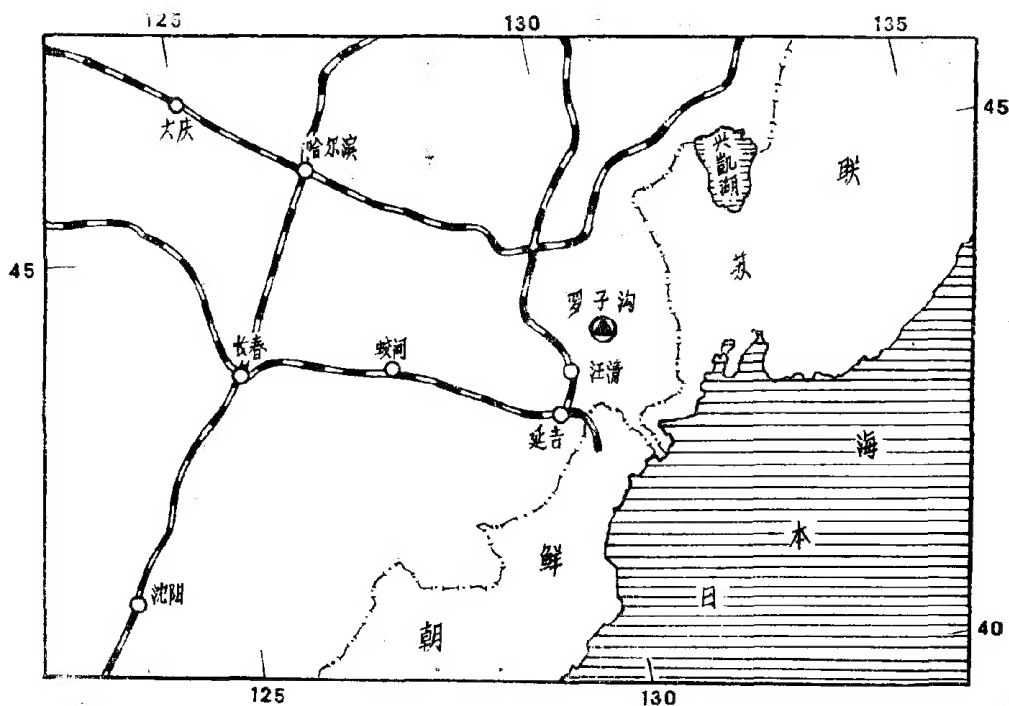 125 130 135
45
大庆
哈尔滨
兴凯湖
联
苏
45
罗子沟
长春
蛟河
汪清
延吉
海
本
日
鲜
朝
沈阳
40
125 130